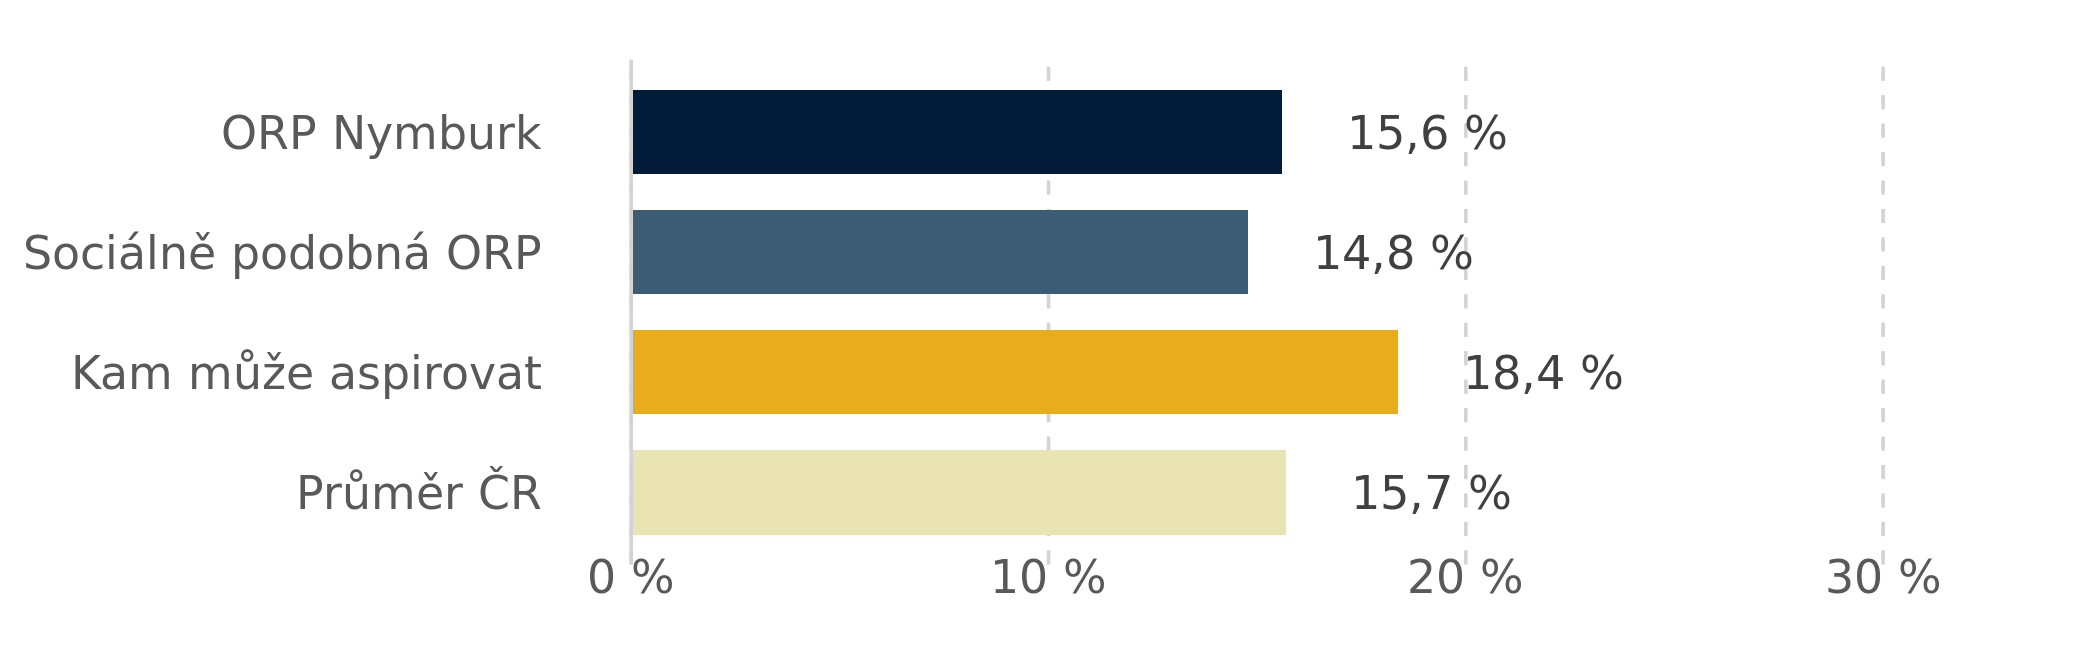 ORP Nymburk 15,6 %
Sociálně podobná ORP 14,8 %
Kam může aspirovat 18,4 %
Průměr ČR 15,7 %
0 % 10 % 20 % 30 %